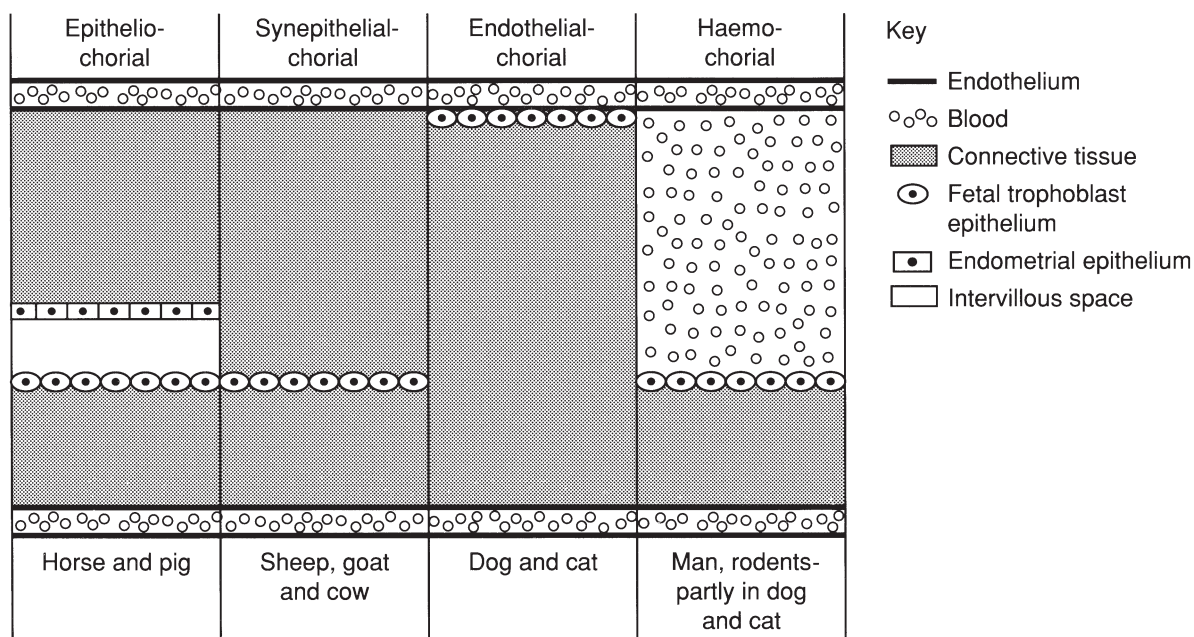 Epithelio-
chorial
Synepithelial-
chorial
Endothelial-
chorial
Haemo-
chorial
Horse and pig
Sheep, goat
and cow
Dog and cat
Man, rodents-
partly in dog
and cat
Key
Endothelium
Blood
Connective tissue
Fetal trophoblast
epithelium
Endometrial epithelium
Intervillous space